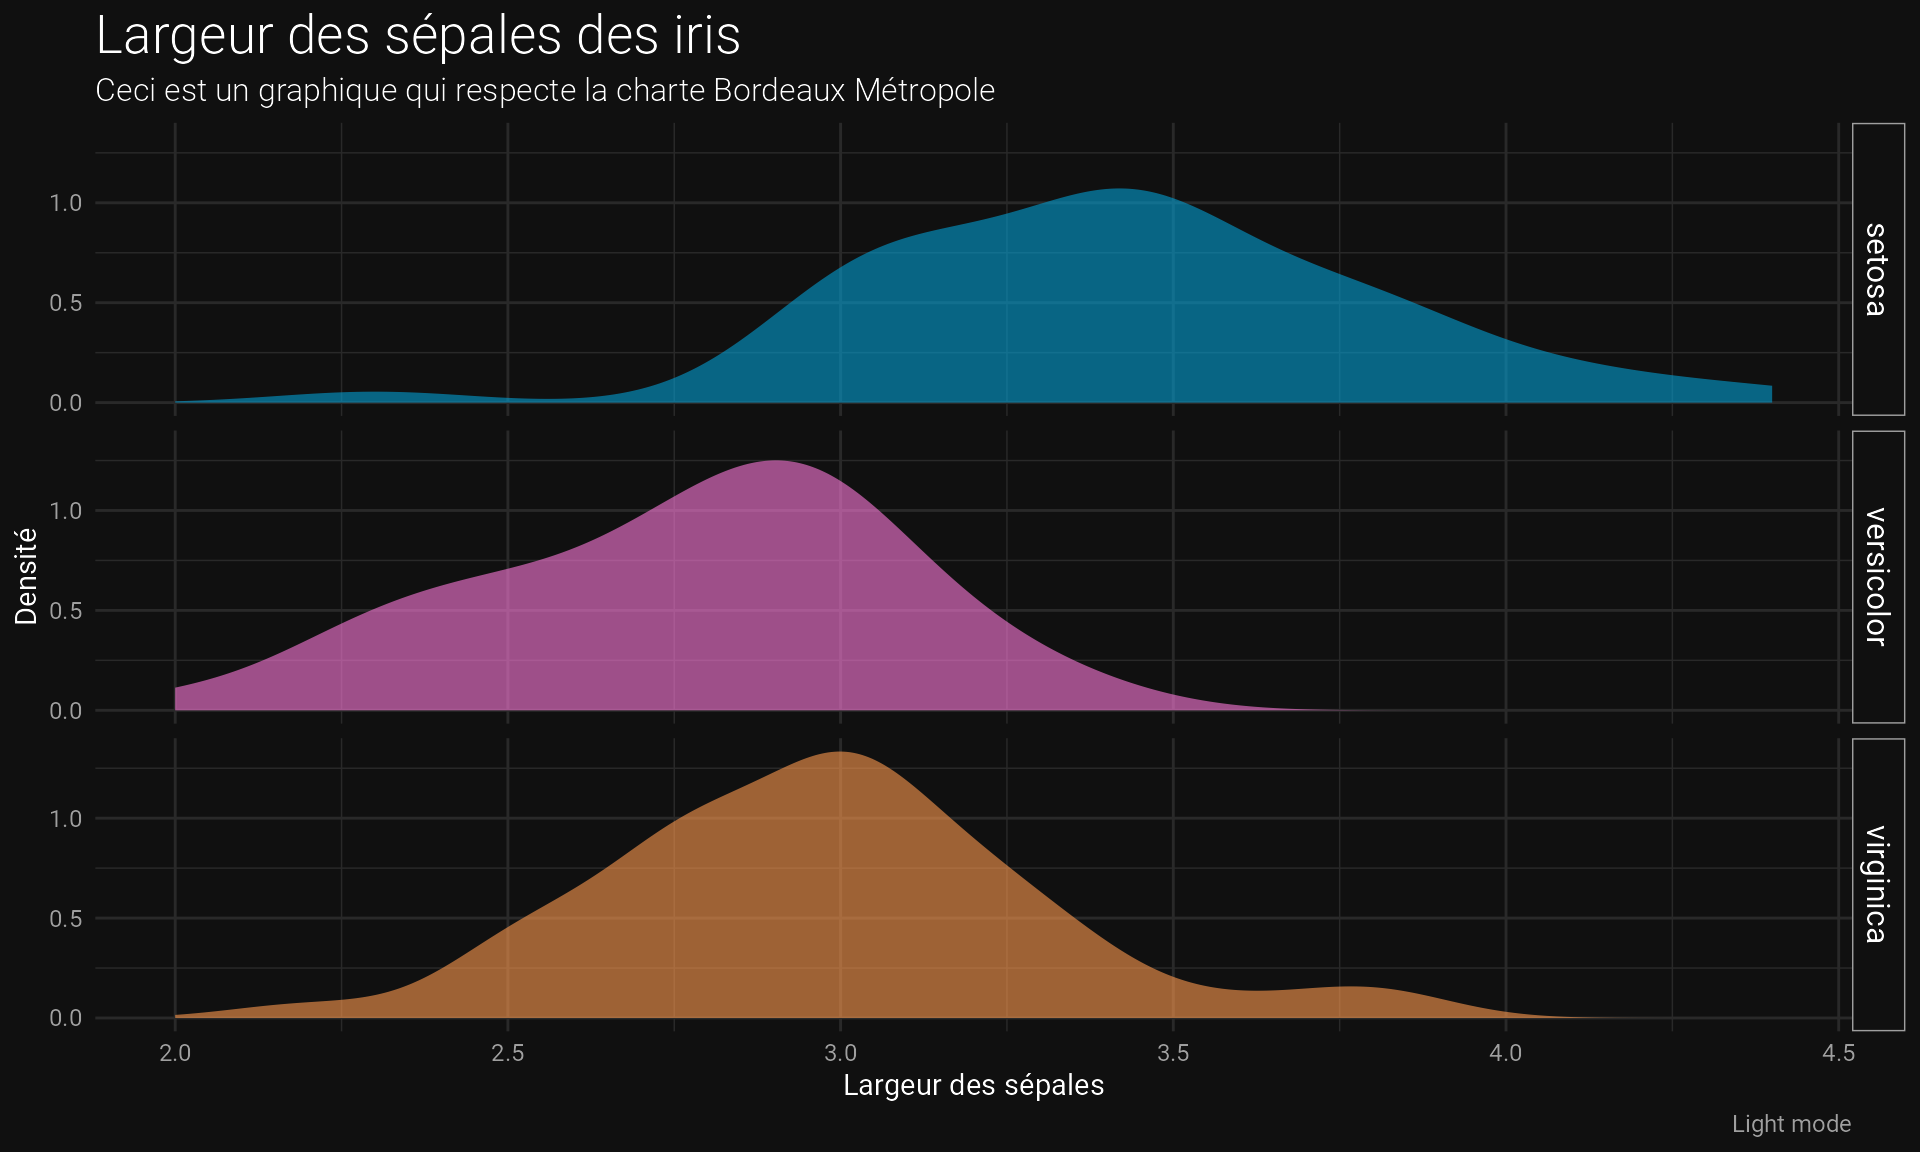 Largeur des sépales des iris
Ceci est un graphique qui respecte la charte Bordeaux Métropole
1.0
0.5
0.0
setosa
Densité
1.0
0.5
0.0
versicolor
1.0
0.5
0.0
virginica
2.0 2.5 3.0 3.5 4.0 4.5
Largeur des sépales
Light mode